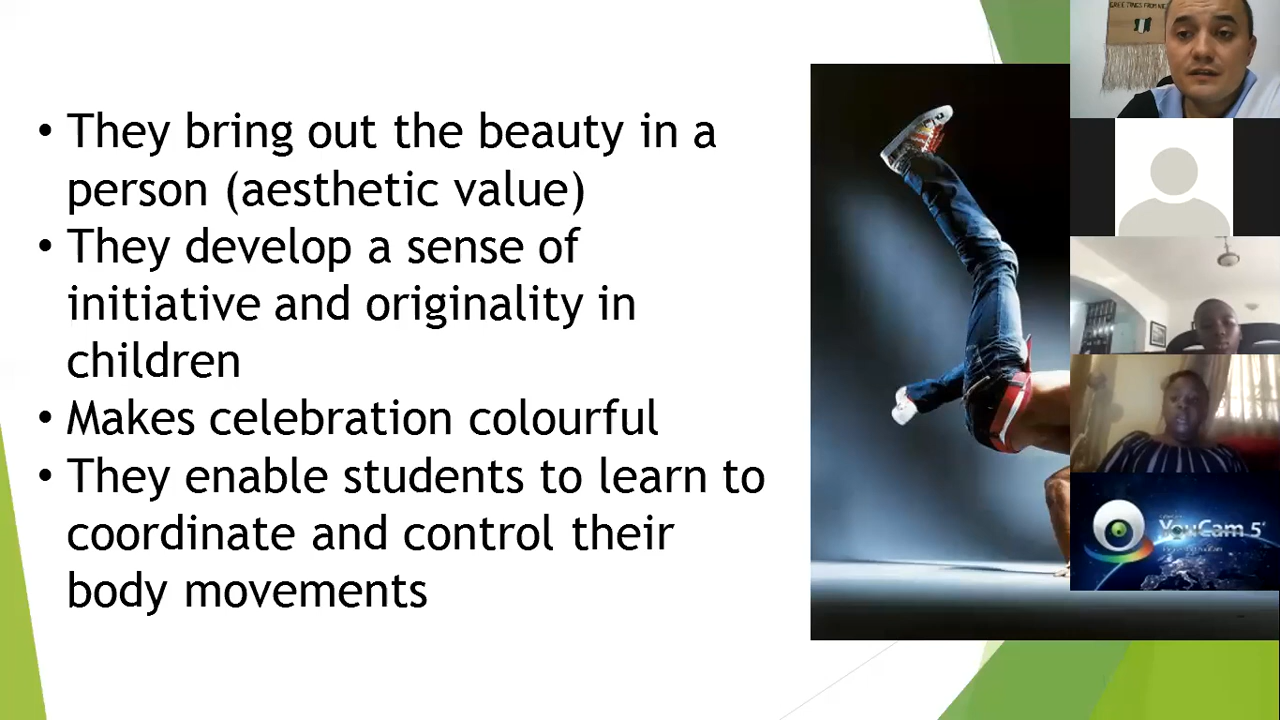 • They bring out the beauty in a
person (aesthetic value)
• They develop a sense of
initiative and originality in
children
• Makes celebration colourful
• They enable students to learn to
coordinate and control their
body movements
YouCam 5